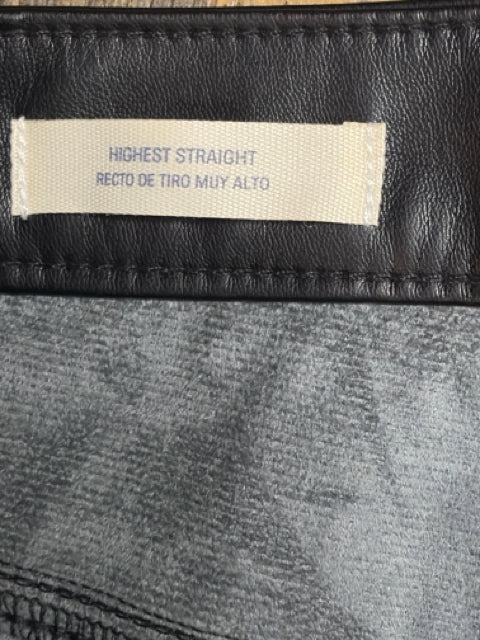 HIGHEST STRAIGHT
RECTO DE TIRO MUY ALTO